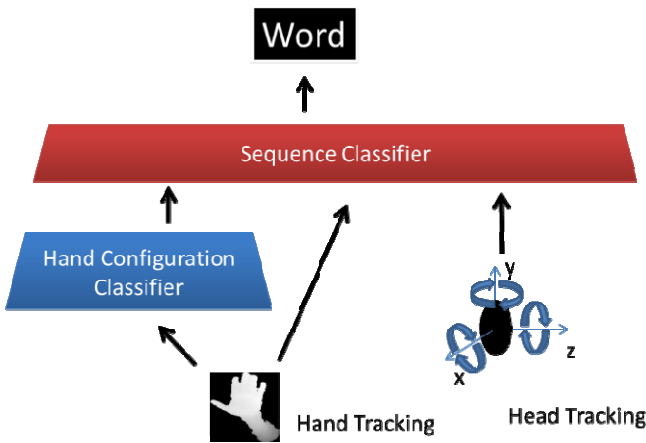 Word
Sequence Classifier
Hand Configuration
Classifier
y
z
x
Hand Tracking
Head Tracking